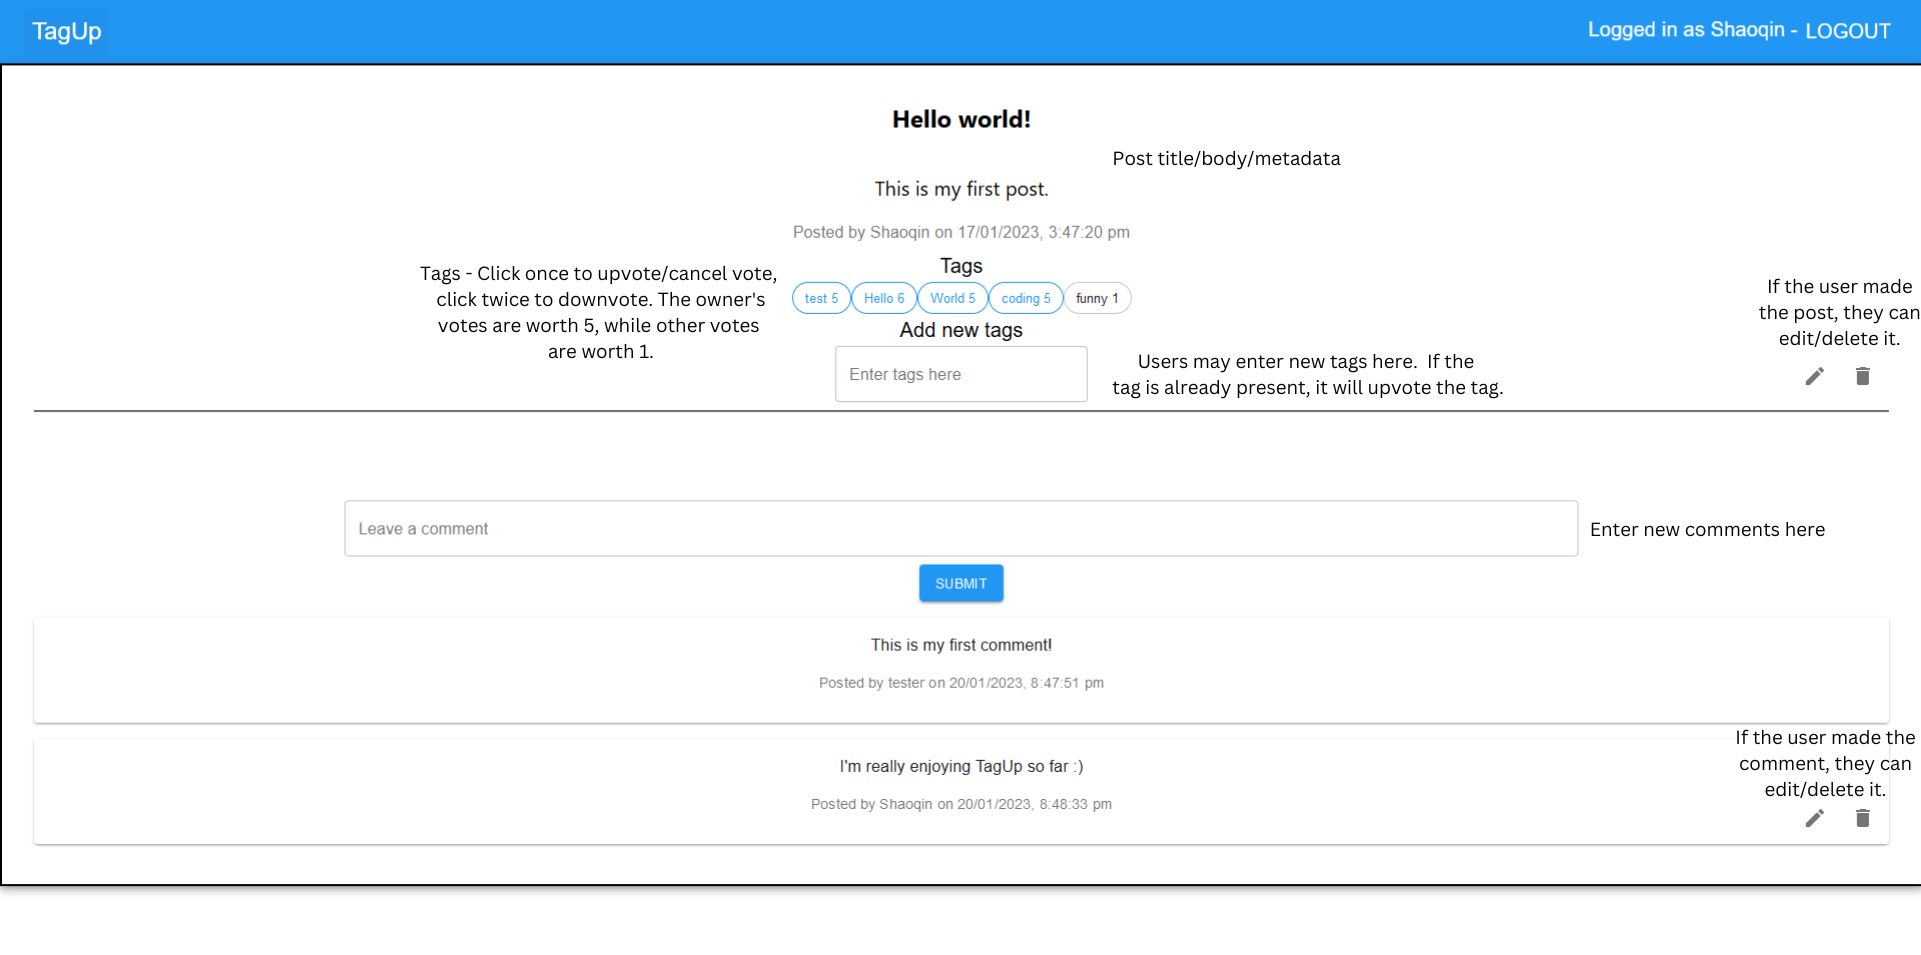 TagUp
Logged in as Shaoqin - LOGOUT
Hello world!
Post title/body/metadata
This is my first post.
Posted by Shaoqin on 17/01/2023, 3:47:20 pm
Tags - Click once to upvote/cancel vote,
click twice to downvote. The owner's
votes are worth 5, while other votes
are worth 1.
Tags
test 5 Hello 6 World 5 coding 5 funny 1
Add new tags
Enter tags here
Users may enter new tags here.  If the
tag is already present, it will upvote the tag.
If the user made
the post, they can
edit/delete it.
Leave a comment
Enter new comments here
SUBMIT
This is my first comment!
Posted by tester on 20/01/2023, 8:47:51 pm
I'm really enjoying TagUp so far :)
Posted by Shaoqin on 20/01/2023, 8:48:33 pm
If the user made the
comment, they can
edit/delete it.